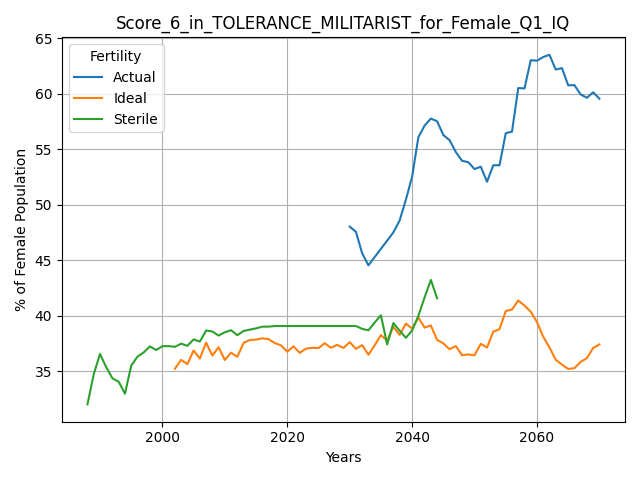 Score_6_in_TOLERANCE_MILITARIST_for_Female_Q1_IQ
Fertility
Actual
Ideal
Sterile
% of Female Population
65
60
55
50
45
40
35
2000
2020
2040
2060
Years